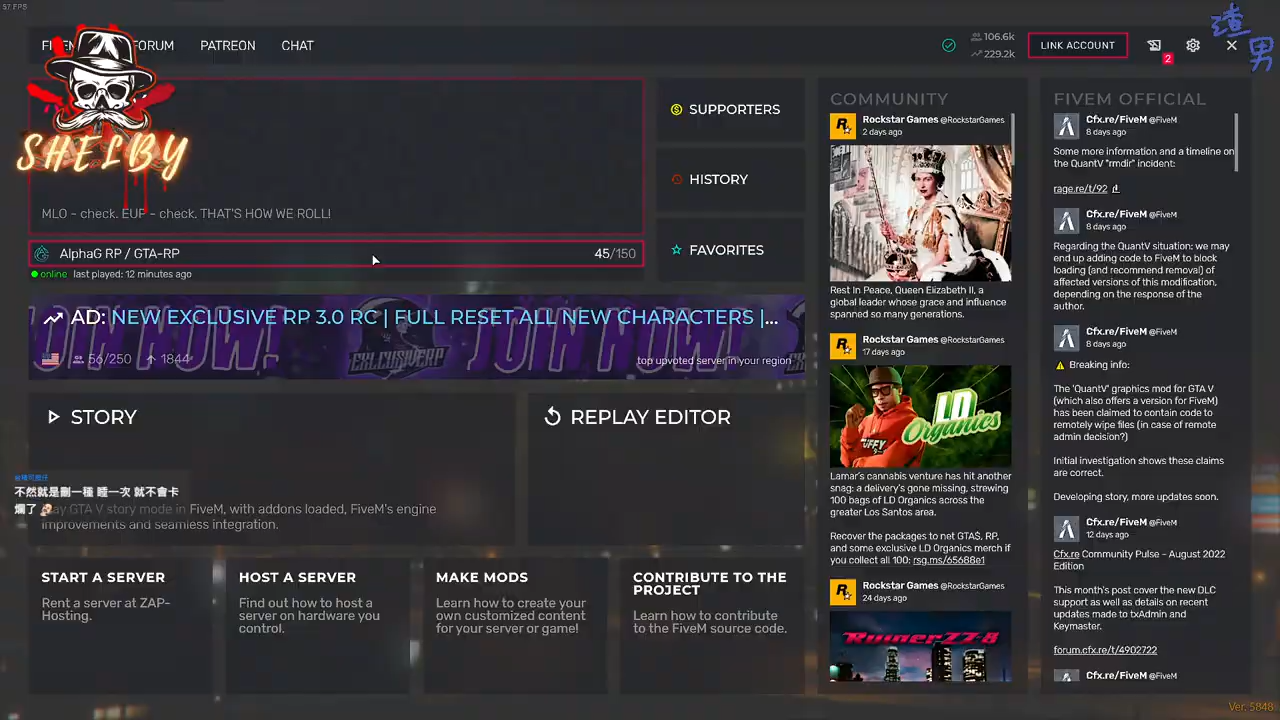 57 FPS
FORUM
PATREON
CHAT
106.6k
229.2k
LINK ACCOUNT
2
渣男
SHELBY
MLO - check. EUP - check. THAT'S HOW WE ROLL!
AlphaG RP / GTA-RP
45/150
online last played: 12 minutes ago
SUPPORTERS
HISTORY
FAVORITES
AD: NEW EXCLUSIVE RP 3.0 RC | FULL RESET ALL NEW CHARACTERS |...
JOIN NOW!
EXCLUSIVERP
JOIN NOW!
56/250 1844
top upvoted server in your region
STORY
REPLAY EDITOR
不然就是刪一種 睡一次 就不會卡
爛了
play GTA V story mode in FiveM, with addons loaded, FiveM's engine
improvements and seamless integration.
START A SERVER
Rent a server at ZAP-
Hosting.
HOST A SERVER
Find out how to host a
server on hardware you
control.
MAKE MODS
Learn how to create your
own customized content
for your server or game!
CONTRIBUTE TO THE
PROJECT
Learn how to contribute
to the FiveM source code.
COMMUNITY
Rockstar Games @RockstarGames
2 days ago
Rest In Peace, Queen Elizabeth II, a
global leader whose grace and influence
spanned so many generations.
Rockstar Games @RockstarGames
17 days ago
LD
Organics
Lamar's cannabis venture has hit another
snag: a delivery's gone missing, strewing
100 bags of LD Organics across the
greater Los Santos area.
Recover the packages to net GTA$, RP,
and some exclusive LD Organics merch if
you collect all 100: rsg.ms/65688e1
Rockstar Games @RockstarGames
24 days ago
FIVEM OFFICIAL
Cfx.re/FiveM @FiveM
8 days ago
Some more information and a timeline on
the QuantV "rmdir" incident:
rage.re/t/92
Cfx.re/FiveM @FiveM
8 days ago
Regarding the QuantV situation: we may
end up adding code to FiveM to block
loading (and recommend removal) of
affected versions of this modification,
depending on the response of the
author.
Cfx.re/FiveM @FiveM
8 days ago
Breaking info:
The 'QuantV' graphics mod for GTA V
(which also offers a version for FiveM)
has been claimed to contain code to
remotely wipe files (in case of remote
admin decision?)
Initial investigation shows these claims
are correct.
Developing story, more updates soon.
Cfx.re/FiveM @FiveM
12 days ago
Cfx.re Community Pulse - August 2022
Edition
This month's post cover the new DLC
support as well as details on recent
updates made to txAdmin and
Keymaster.
forum.cfx.re/t/4902722
Cfx.re/FiveM @FiveM
Ver. 5848